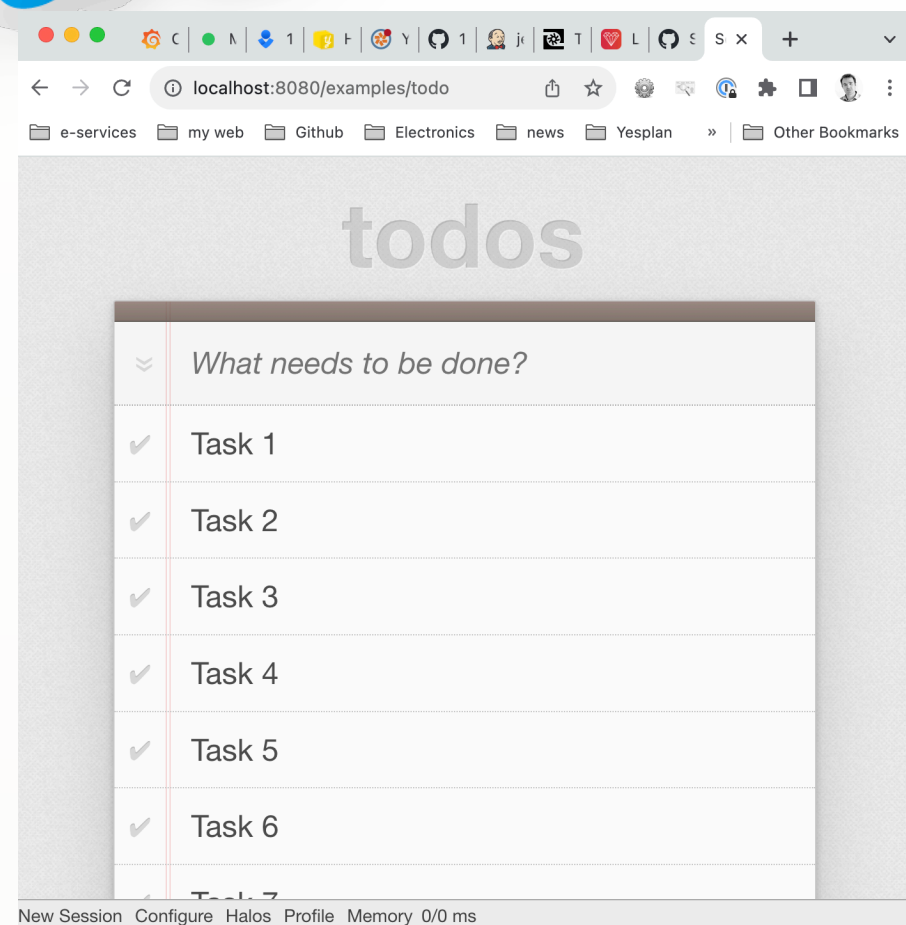 S
localhost:8080/examples/todo
e-services my web Github Electronics news Yesplan » Other Bookmarks
todos
What needs to be done?
Task 1
Task 2
Task 3
Task 4
Task 5
Task 6
Task 7
New Session Configure Halos Profile Memory 0/0 ms